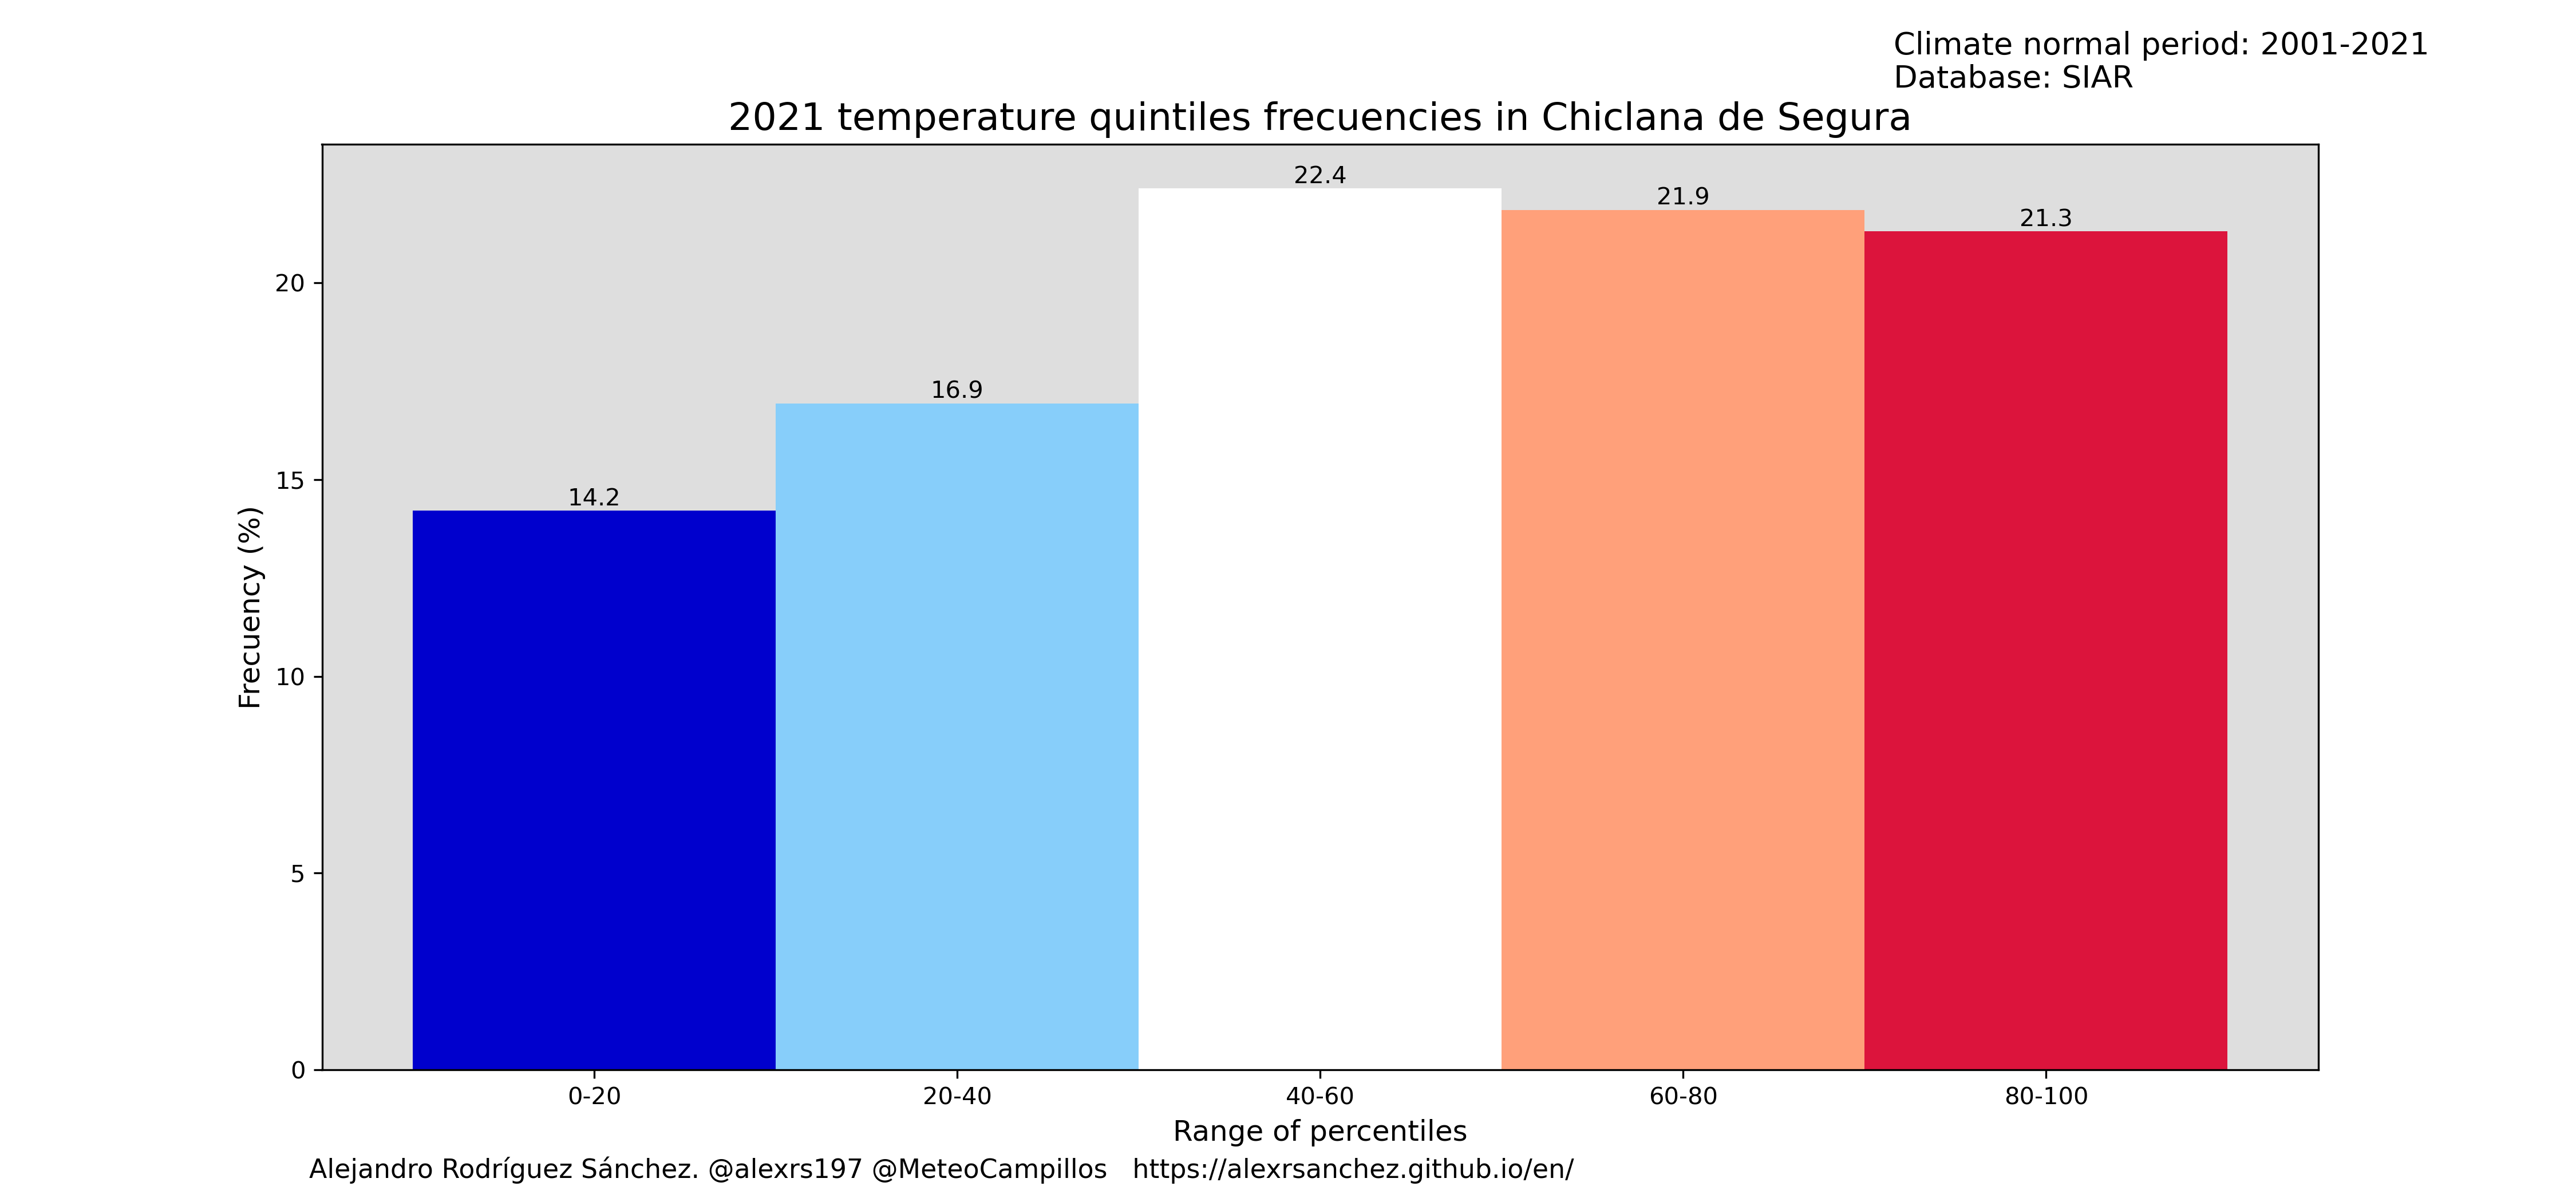 Climate normal period: 2001-2021
Database: SIAR
2021 temperature quintiles frecuencies in Chiclana de Segura
22.4
21.9
21.3
16.9
14.2
20
15
10
5
0
Frecuency (%)
0-20 20-40 40-60 60-80 80-100
Range of percentiles
Alejandro Rodríguez Sánchez. @alexrs197 @MeteoCampillos https://alexrsanchez.github.io/en/